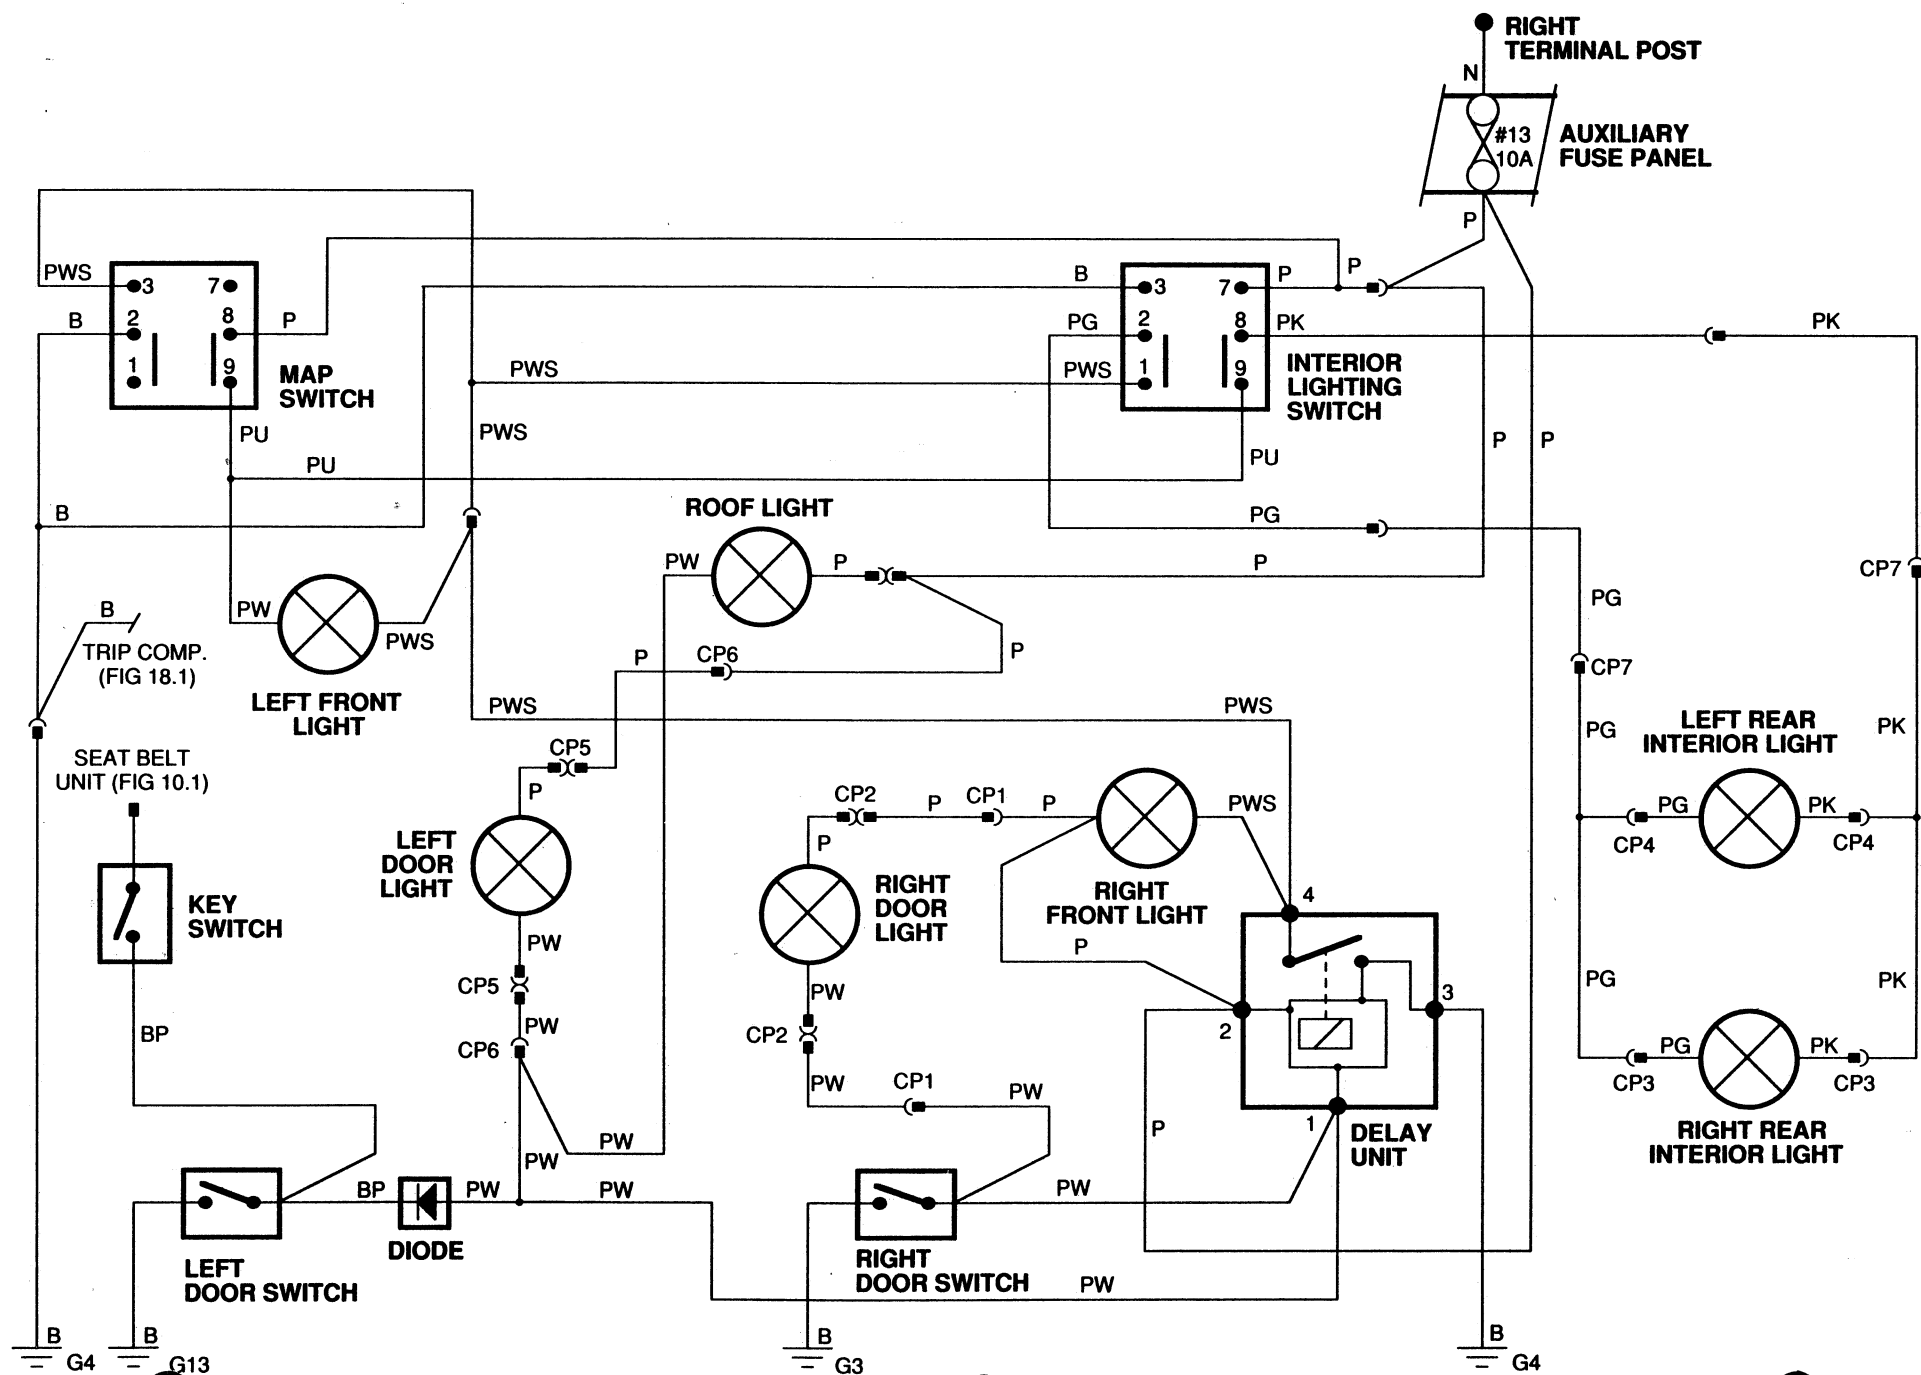 RIGHT
TERMINAL POST
N
#13
10A
AUXILIARY
FUSE PANEL
P
PWS
3
7
B
2
8
P
1
9
MAP
SWITCH
PU
PU
B
3
7
P
P
PG
2
8
PK
PK
PWS
PWS
1
9
INTERIOR
LIGHTING
SWITCH
PWS
PU
P
P
B
PG
ROOF LIGHT
PW
P
P
CP7
PG
B
TRIP COMP.
(FIG 18.1)
PW
PWS
LEFT FRONT
LIGHT
P
CP6
P
CP7
PWS
PWS
PG
LEFT REAR
INTERIOR LIGHT
PK
SEAT BELT
UNIT (FIG 10.1)
CP5
P
CP2
P
CP1
P
PWS
PG
PK
CP4
CP4
LEFT
DOOR
LIGHT
P
RIGHT
DOOR
LIGHT
RIGHT
FRONT LIGHT
4
KEY
SWITCH
PW
P
CP5
PW
PG
PK
3
2
BP
PW
CP2
CP6
PG
PK
CP3
CP3
PW
CP1
PW
P
1
DELAY
UNIT
RIGHT REAR
INTERIOR LIGHT
PW
PW
BP
PW
PW
PW
DIODE
LEFT
DOOR SWITCH
RIGHT
DOOR SWITCH
PW
B
G4
B
G13
B
G3
B
G4